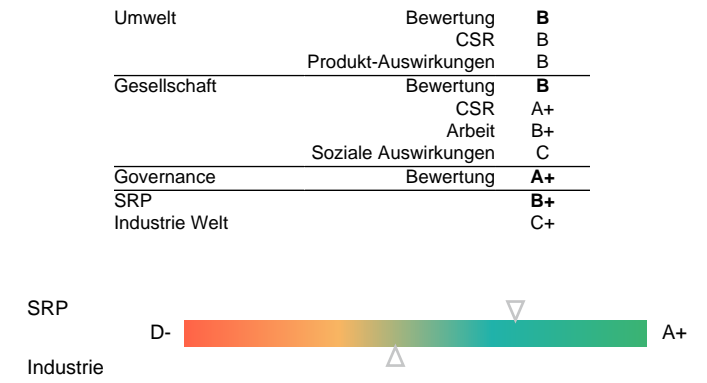 Umwelt Bewertung B
CSR B
Produkt-Auswirkungen B
Gesellschaft Bewertung B
CSR A+
Arbeit B+
Soziale Auswirkungen C
Governance Bewertung A+
SRP B+
Industrie Welt C+
SRP
D- A+
Industrie